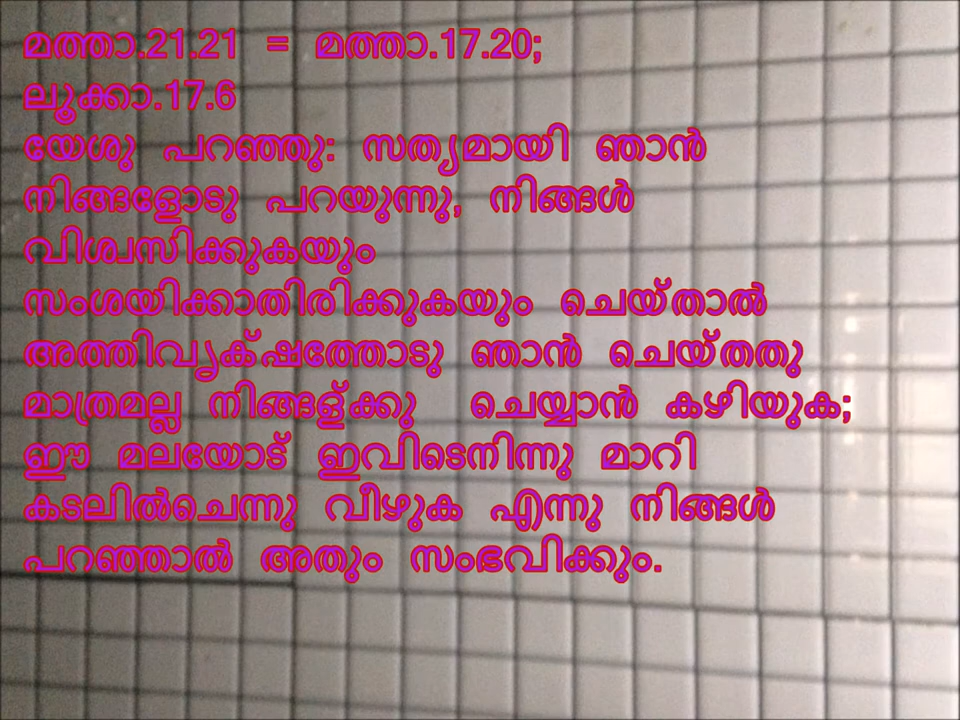 മത്താ.21.21 = മത്താ.17.20;
ലൂക്കാ.17.6
യേശു പറഞ്ഞു: സത്യമായി ഞാൻ
നിങ്ങളോടു പറയുന്നു, നിങ്ങൾ
വിശ്വസിക്കുകയും
സംശയിക്കാതിരിക്കുകയും ചെയ്താൽ
അത്തിവൃക്ഷത്തോടു ഞാൻ ചെയ്തതു
മാത്രമല്ല നിങ്ങള്ക്കു ചെയ്യാൻ കഴിയുക;
ഈ മലയോട് ഇവിടെനിന്നു മാറി
കടലിൽചെന്നു വീഴുക എന്നു നിങ്ങൾ
പറഞ്ഞാൽ അതും സംഭവിക്കും.